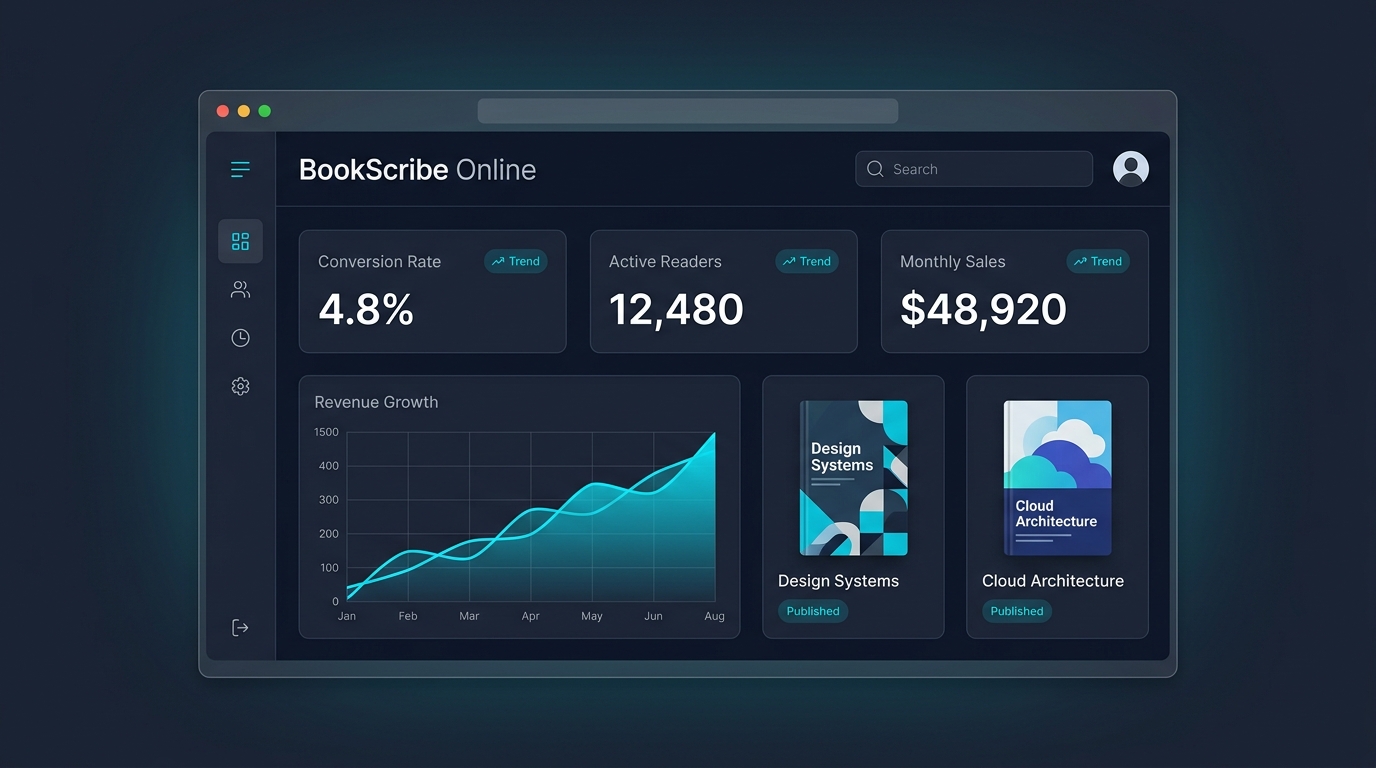 BookScribe Online
Search
Conversion Rate
Trend
4.8%
Active Readers
Trend
12,480
Monthly Sales
Trend
$48,920
Revenue Growth
1500
400
300
200
100
0
Jan Feb Mar Apr May Jun Aug
Design
Systems
Design Systems
Published
Cloud
Architecture
Cloud Architecture
Published